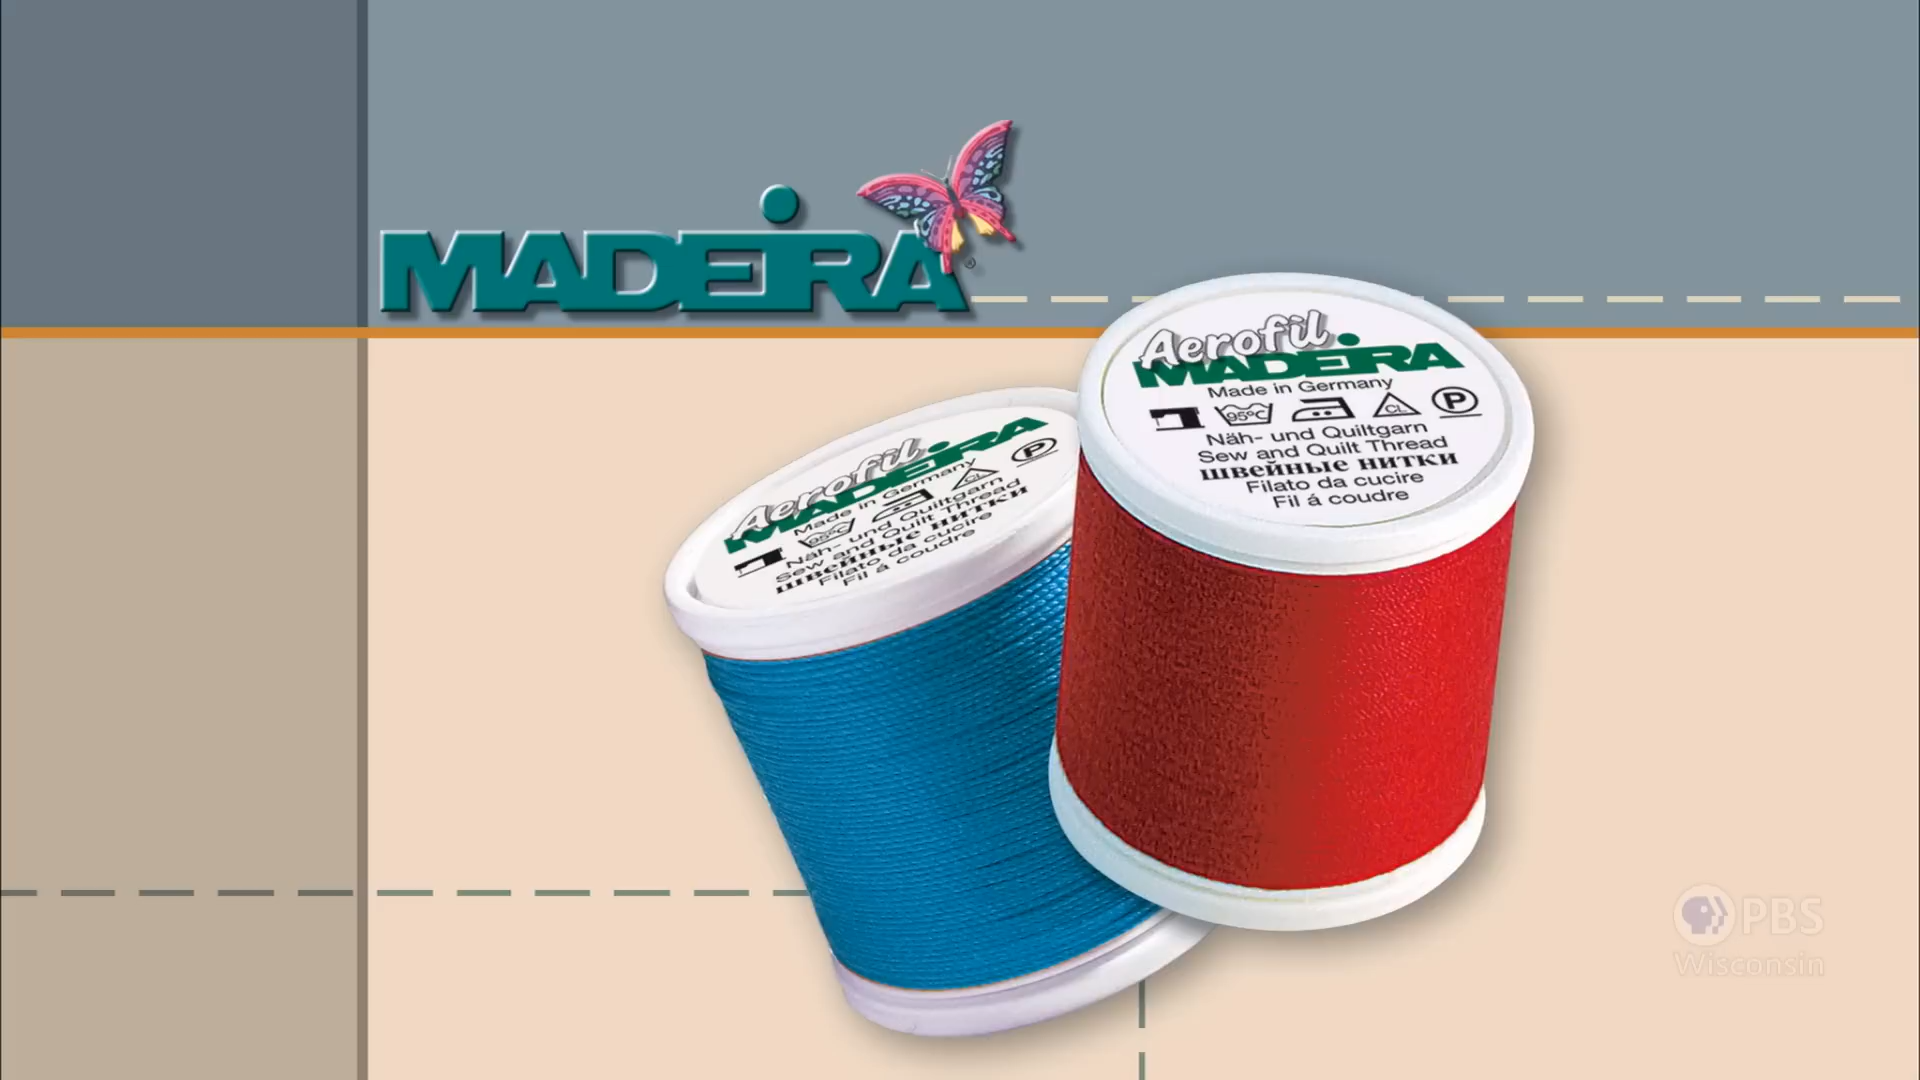 MADEIRA
®
Aerofil
MADEIRA
Made in Germany
95°C
CL
P
Näh- und Quiltgarn
Sew and Quilt Thread
швейные нитки
Filato da cucire
Fil á coudre
Aerofil
MADEIRA
Made in Germany
95°C
CL
P
Näh- und Quiltgarn
Sew and Quilt Thread
швейные нитки
Filato da cucire
Fil á coudre
PBS
Wisconsin